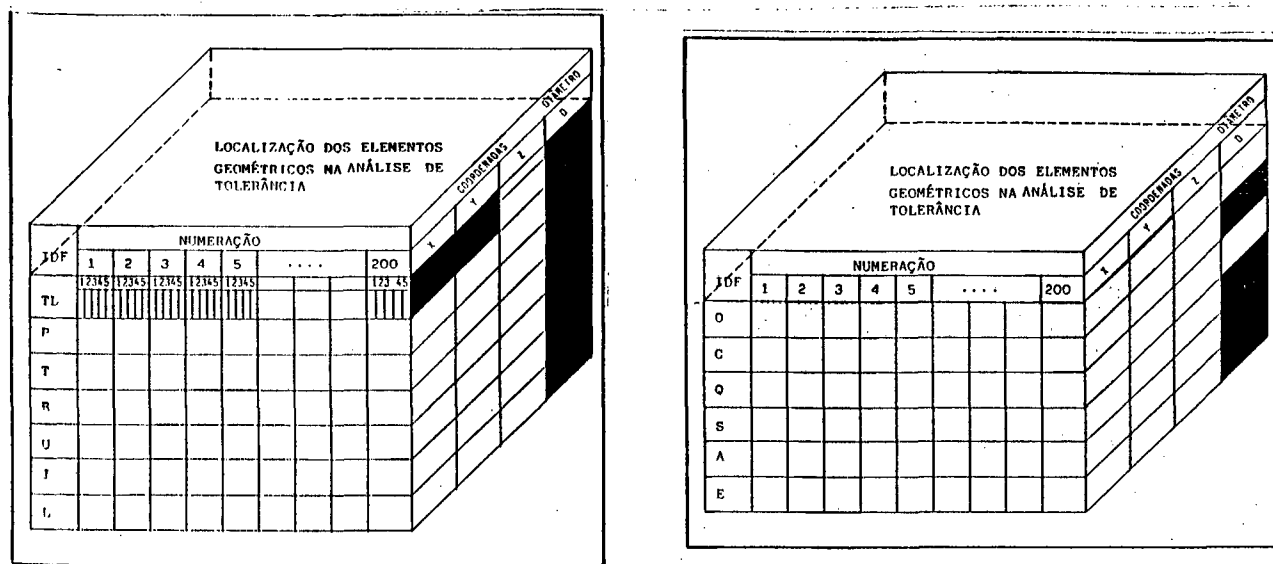 LOCALIZAÇÃO DOS ELEMENTOS
GEOMÉTRICOS NA ANÁLISE DE
TOLERÂNCIA
DIÂMETRO
D
COORDENADAS
X Y Z
IDF
NUMERAÇÃO
1 2 3 4 5 .... 200
12345 12345 12345 12345 12345 123 45
TL
P
T
R
U
I
L
LOCALIZAÇÃO DOS ELEMENTOS
GEOMÉTRICOS NA ANÁLISE DE
TOLERÂNCIA
DIÂMETRO
D
COORDENADAS
X Y Z
IDF
NUMERAÇÃO
1 2 3 4 5 .... 200
O
C
Q
S
A
E